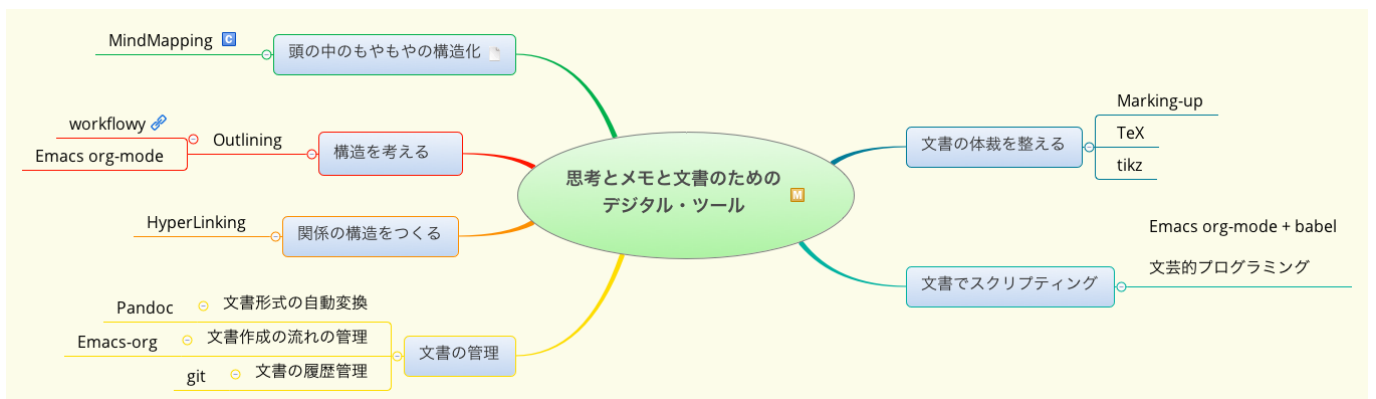 思考とメモと文書のための
デジタル・ツール
M
頭の中のもやもやの構造化
MindMapping
C
構造を考える
Outlining
workflowy
Emacs org-mode
関係の構造をつくる
HyperLinking
文書の管理
文書形式の自動変換
Pandoc
文書作成の流れの管理
Emacs-org
文書の履歴管理
git
文書の体裁を整える
Marking-up
TeX
tikz
文書でスクリプティング
Emacs org-mode + babel
文芸的プログラミング